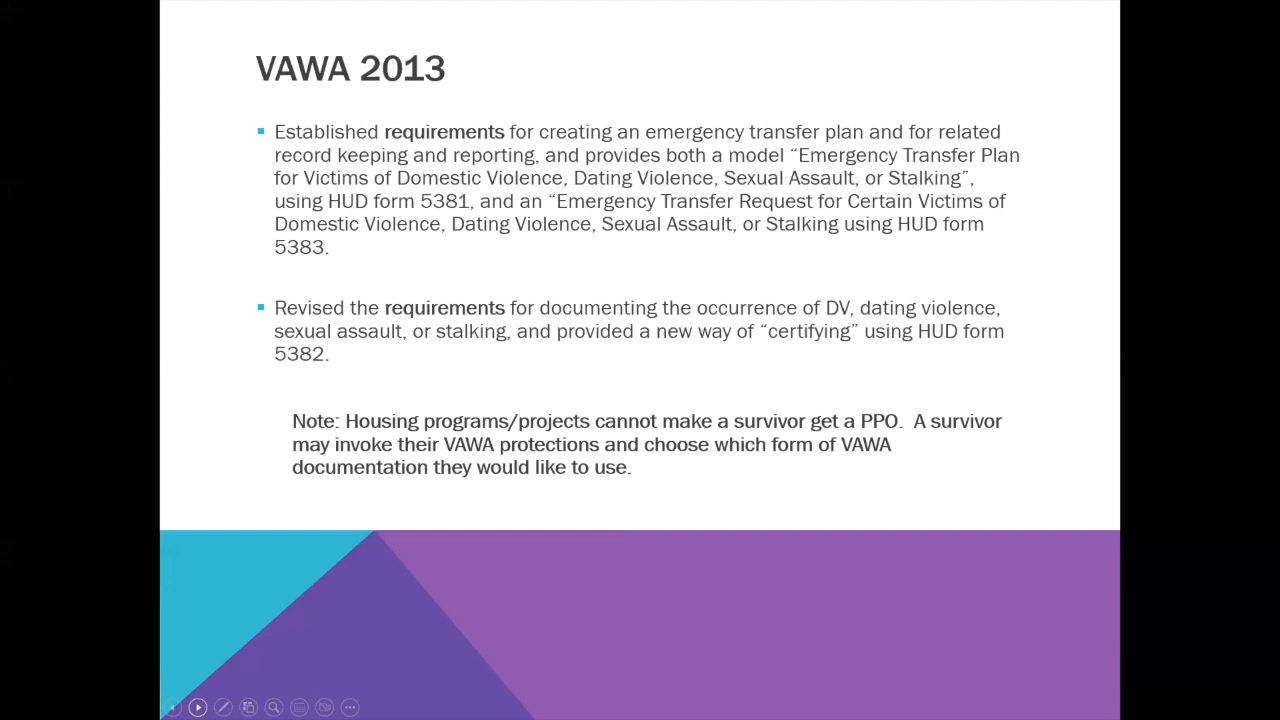 VAWA 2013
Established requirements for creating an emergency transfer plan and for related
record keeping and reporting, and provides both a model “Emergency Transfer Plan
for Victims of Domestic Violence, Dating Violence, Sexual Assault, or Stalking”,
using HUD form 5381, and an “Emergency Transfer Request for Certain Victims of
Domestic Violence, Dating Violence, Sexual Assault, or Stalking using HUD form
5383.
Revised the requirements for documenting the occurrence of DV, dating violence,
sexual assault, or stalking, and provided a new way of “certifying” using HUD form
5382.
Note: Housing programs/projects cannot make a survivor get a PPO. A survivor
may invoke their VAWA protections and choose which form of VAWA
documentation they would like to use.